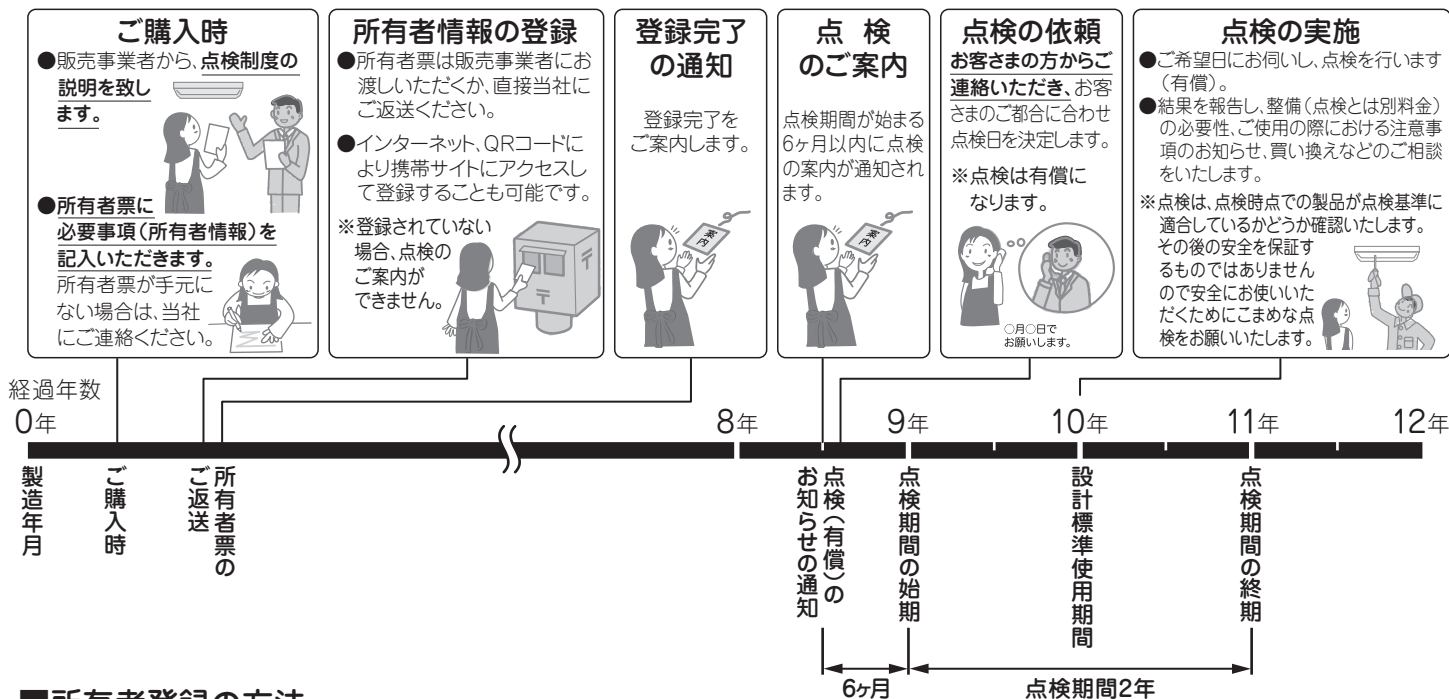 ご購入時
●販売事業者から、点検制度の
説明を致し
ます。
●所有者票に
必要事項(所有者情報)を
記入いただきます。
所有者票が手元に
ない場合は、当社
にご連絡ください。
所有者情報の登録
●所有者票は販売事業者にお
渡しいただくか、直接当社に
ご返送ください。
●インターネット、QRコードに
より携帯サイトにアクセスし
て登録することも可能です。
※登録されていない
場合、点検の
ご案内が
できません。
〒
〒
登録完了
の通知
登録完了を
ご案内します。
案内
点 検
のご案内
点検期間が始まる
6ヶ月以内に点検
の案内が通知され
ます。
案内
点検の依頼
お客さまの方からご
連絡いただき、お客
さまのご都合に合わせ
点検日を決定します。
※点検は有償に
なります。
○月○日で
お願いします。
点検の実施
●ご希望日にお伺いし、点検を行います
(有償)。
●結果を報告し、整備(点検とは別料金)
の必要性、ご使用の際における注意事
項のお知らせ、買い換えなどのご相談
をいたします。
※点検は、点検時点での製品が点検基準に
適合しているかどうか確認いたします。
その後の安全を保証す
るものではありません
ので安全にお使いいた
だくためにこまめな点
検をお願いいたします。
経過年数
0年
8年
9年
10年
11年
12年
製造年月
ご購入時
所有者票の
ご返送
点検(有償)の
お知らせの通知
点検期間の始期
設計標準使用期間
点検期間の終期
6ヶ月
点検期間2年
■所有者登録の方法